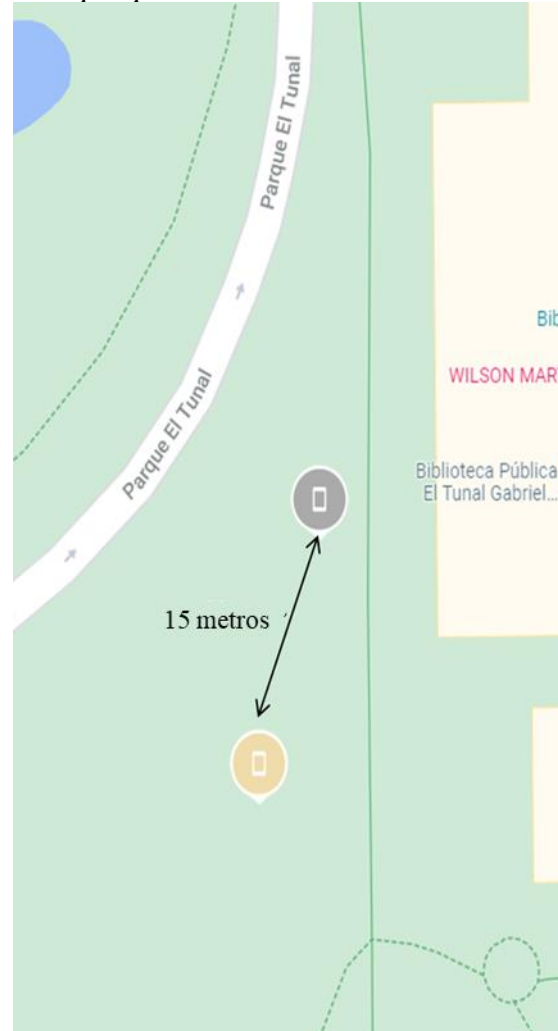 Parque El Tunal
Parque El Tunal
Bib
WILSON MAR
Biblioteca Pública
El Tunal Gabriel...
15 metros